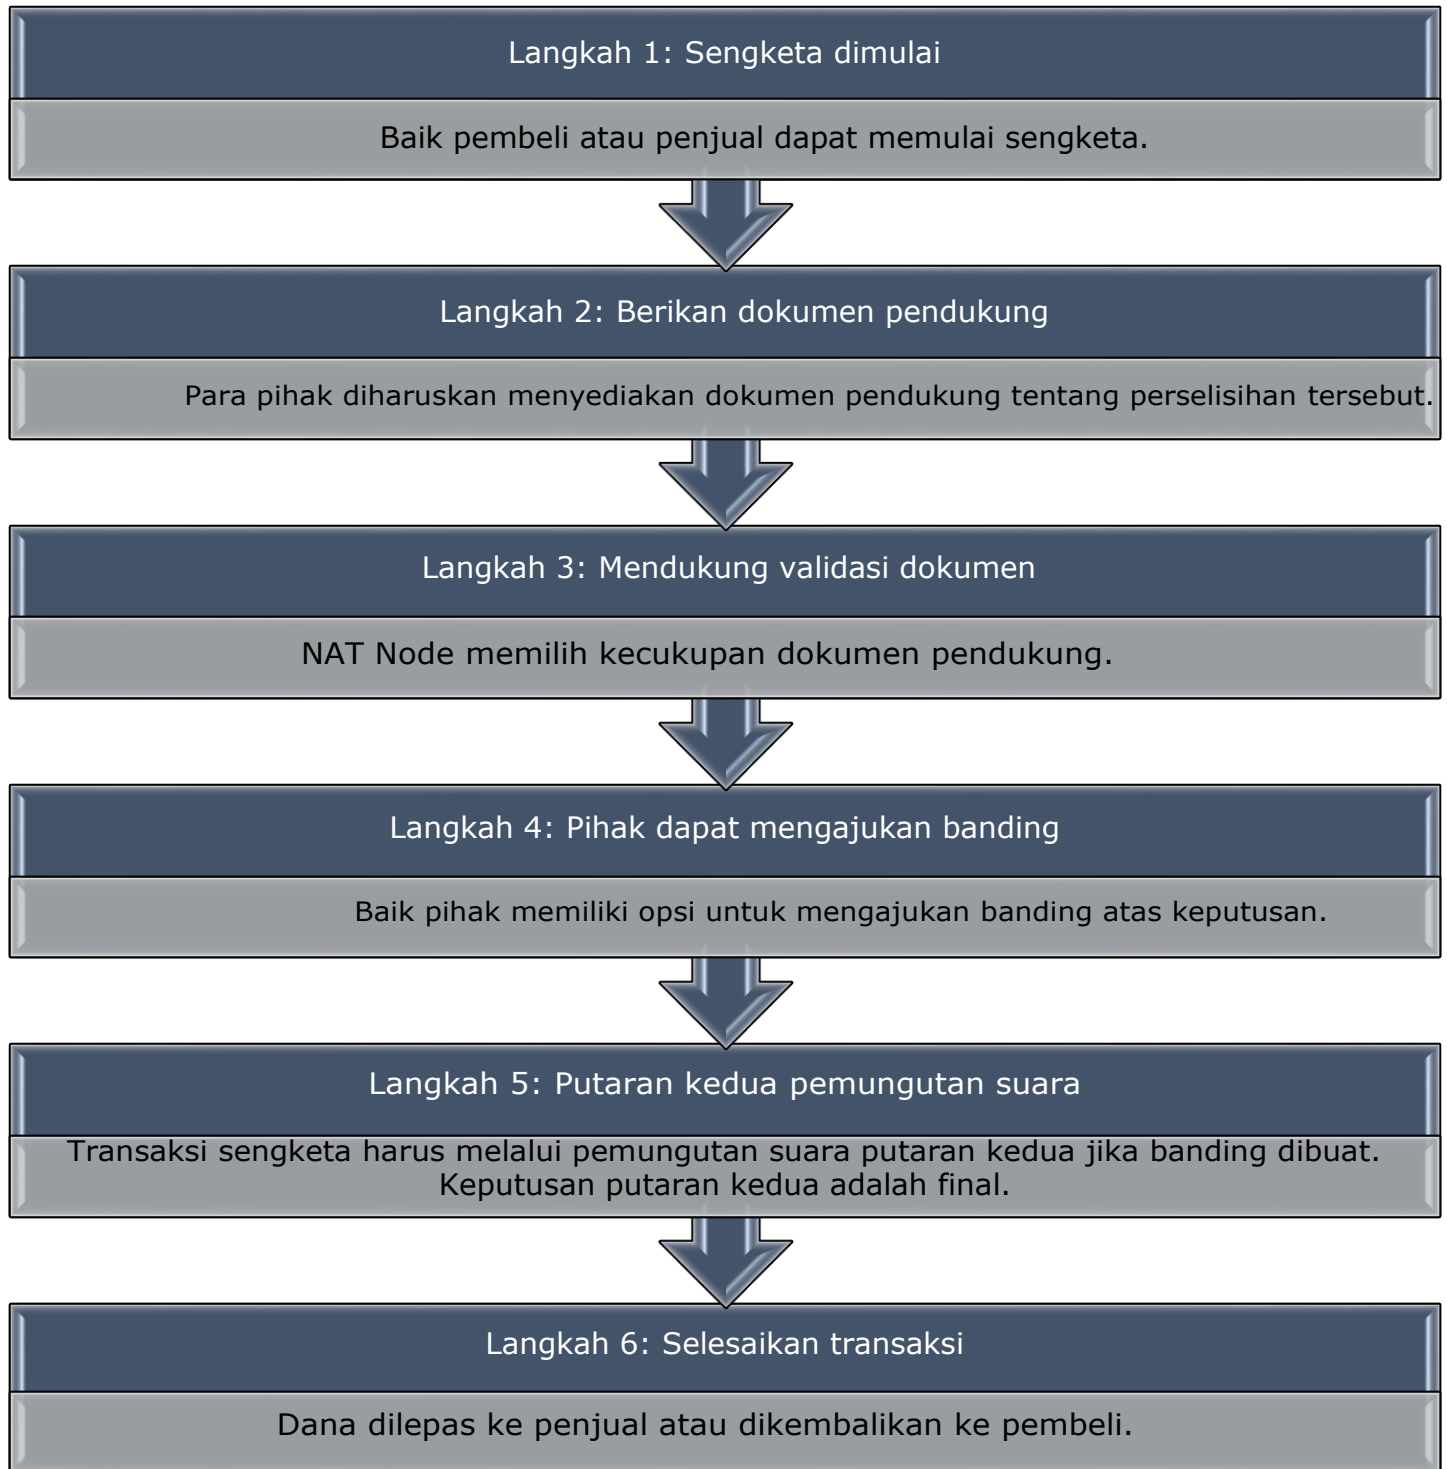 Langkah 1: Sengketa dimulai
Baik pembeli atau penjual dapat memulai sengketa.
Langkah 2: Berikan dokumen pendukung
Para pihak diharuskan menyediakan dokumen pendukung tentang perselisihan tersebut.
Langkah 3: Mendukung validasi dokumen
NAT Node memilih kecukupan dokumen pendukung.
Langkah 4: Pihak dapat mengajukan banding
Baik pihak memiliki opsi untuk mengajukan banding atas keputusan.
Langkah 5: Putaran kedua pemungutan suara
Transaksi sengketa harus melalui pemungutan suara putaran kedua jika banding dibuat.
Keputusan putaran kedua adalah final.
Langkah 6: Selesaikan transaksi
Dana dilepas ke penjual atau dikembalikan ke pembeli.